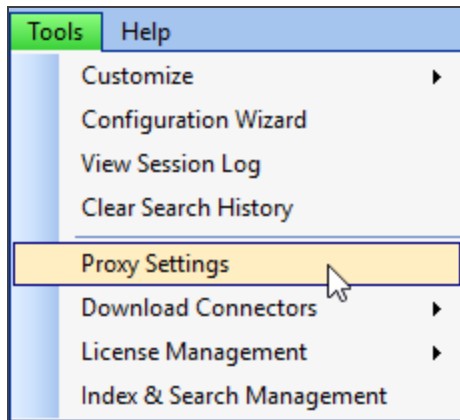 Tools Help
Customize
Configuration Wizard
View Session Log
Clear Search History
Proxy Settings
Download Connectors
License Management
Index & Search Management